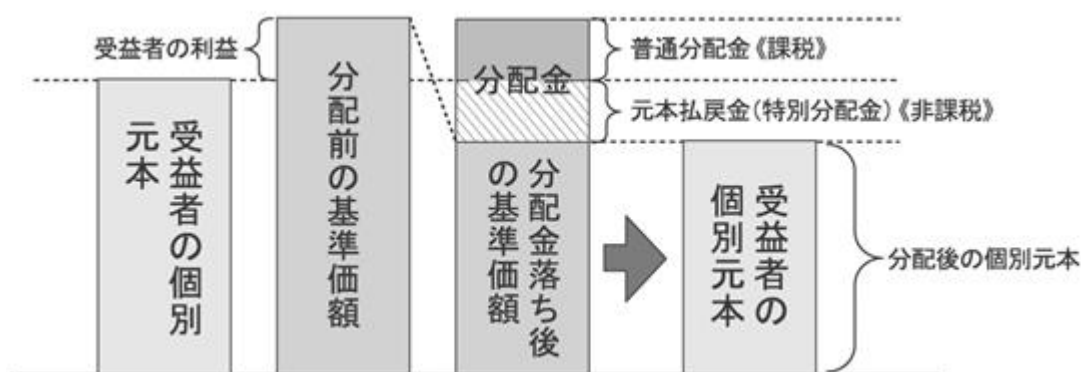 受益者の利益
受益者の個別
元本
分配前の基準価額
分配金
分配金落ち後
の基準価額
普通分配金《課税》
元本払戻金(特別分配金)《非課税》
受益者の
個別元本
分配後の個別元本